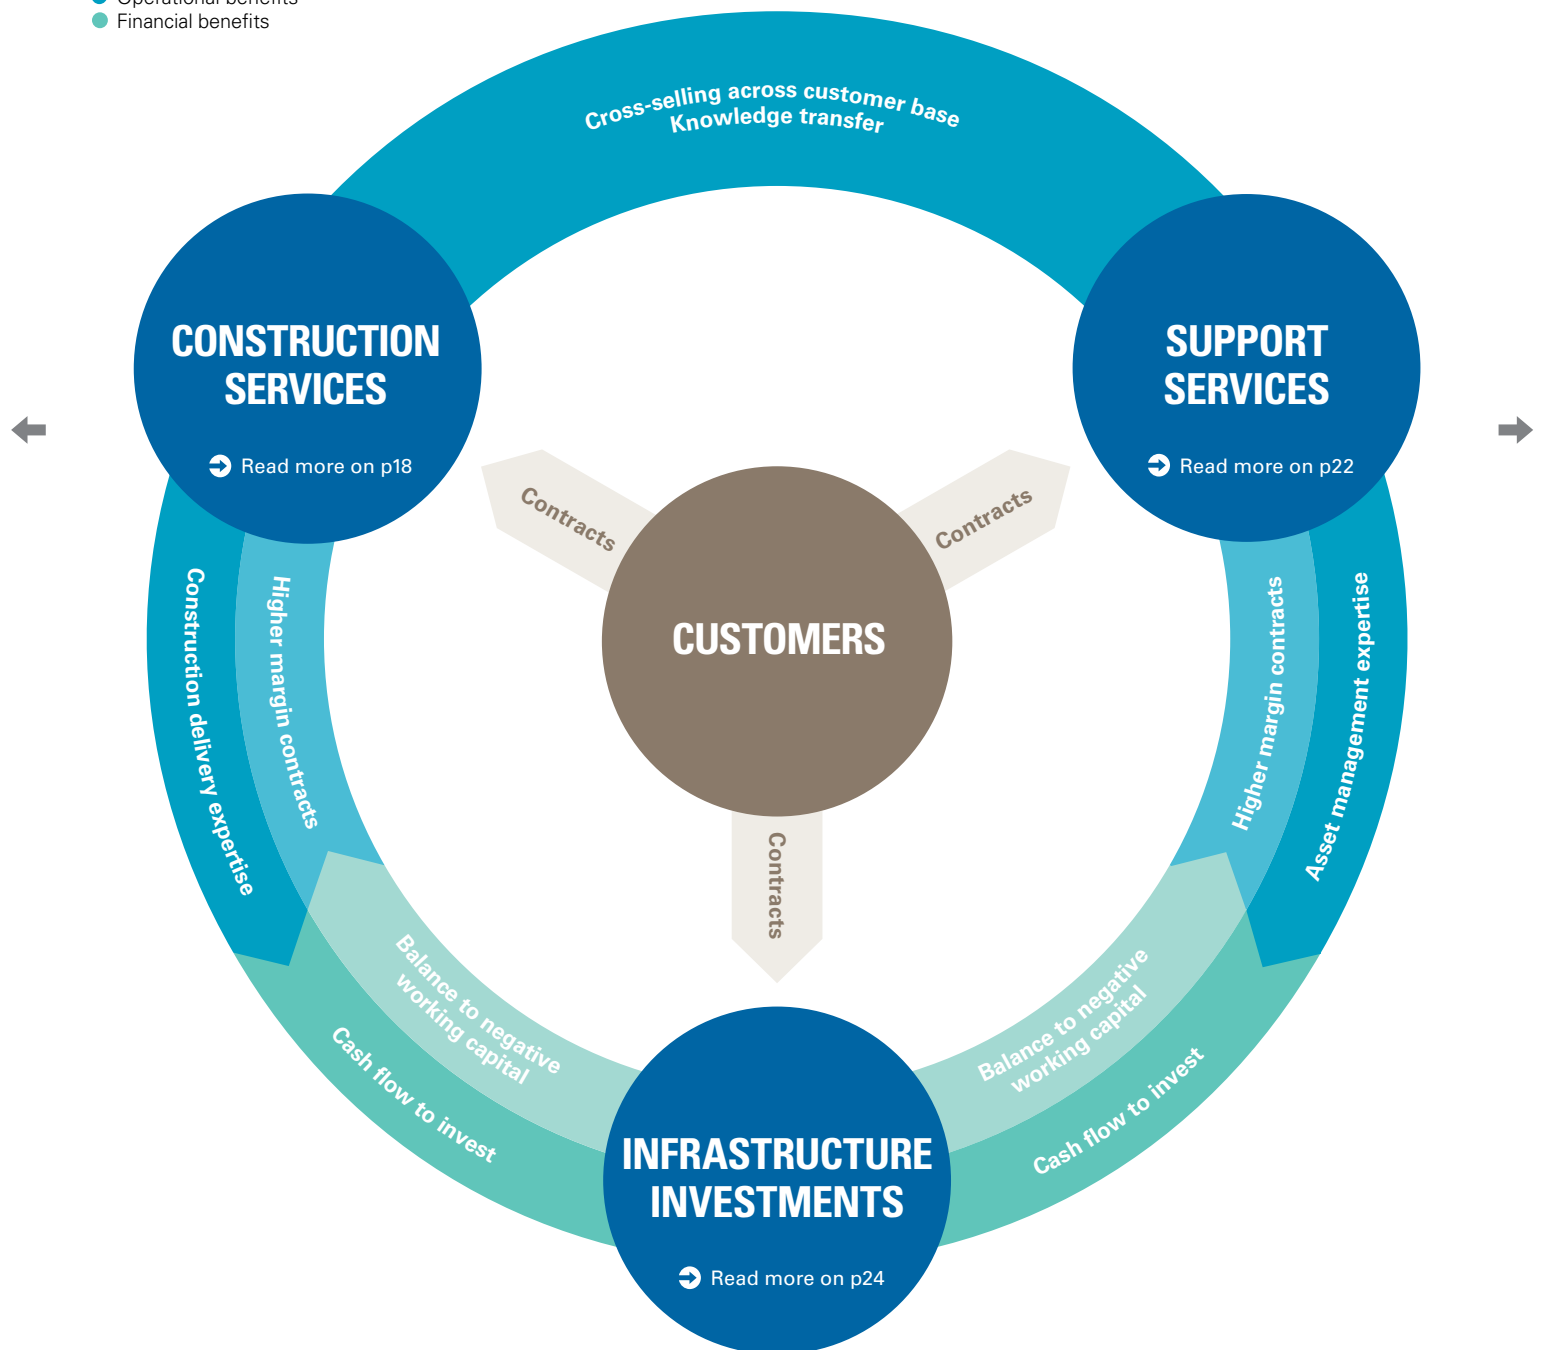 Operational benefits
Financial benefits
Cross-selling across customer base
Knowledge transfer
CONSTRUCTION
SERVICES
Read more on p18
SUPPORT
SERVICES
Read more on p22
Contracts
Contracts
CUSTOMERS
Contracts
Construction delivery expertise
Higher margin contracts
Higher margin contracts
Asset management expertise
Balance to negative
working capital
Cash flow to invest
Balance to negative
working capital
Cash flow to invest
INFRASTRUCTURE
INVESTMENTS
Read more on p24